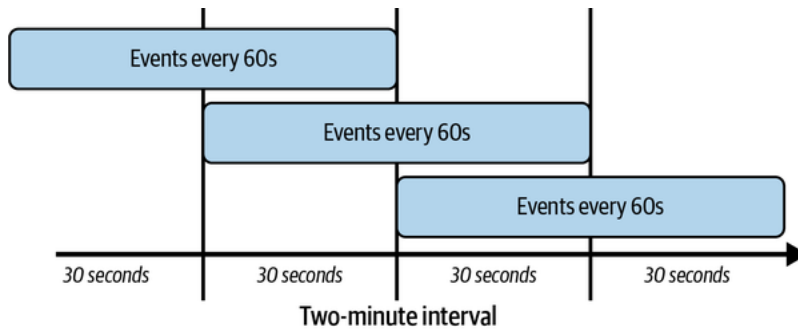 Events every 60s
Events every 60s
Events every 60s
30 seconds 30 seconds 30 seconds 30 seconds
Two-minute interval